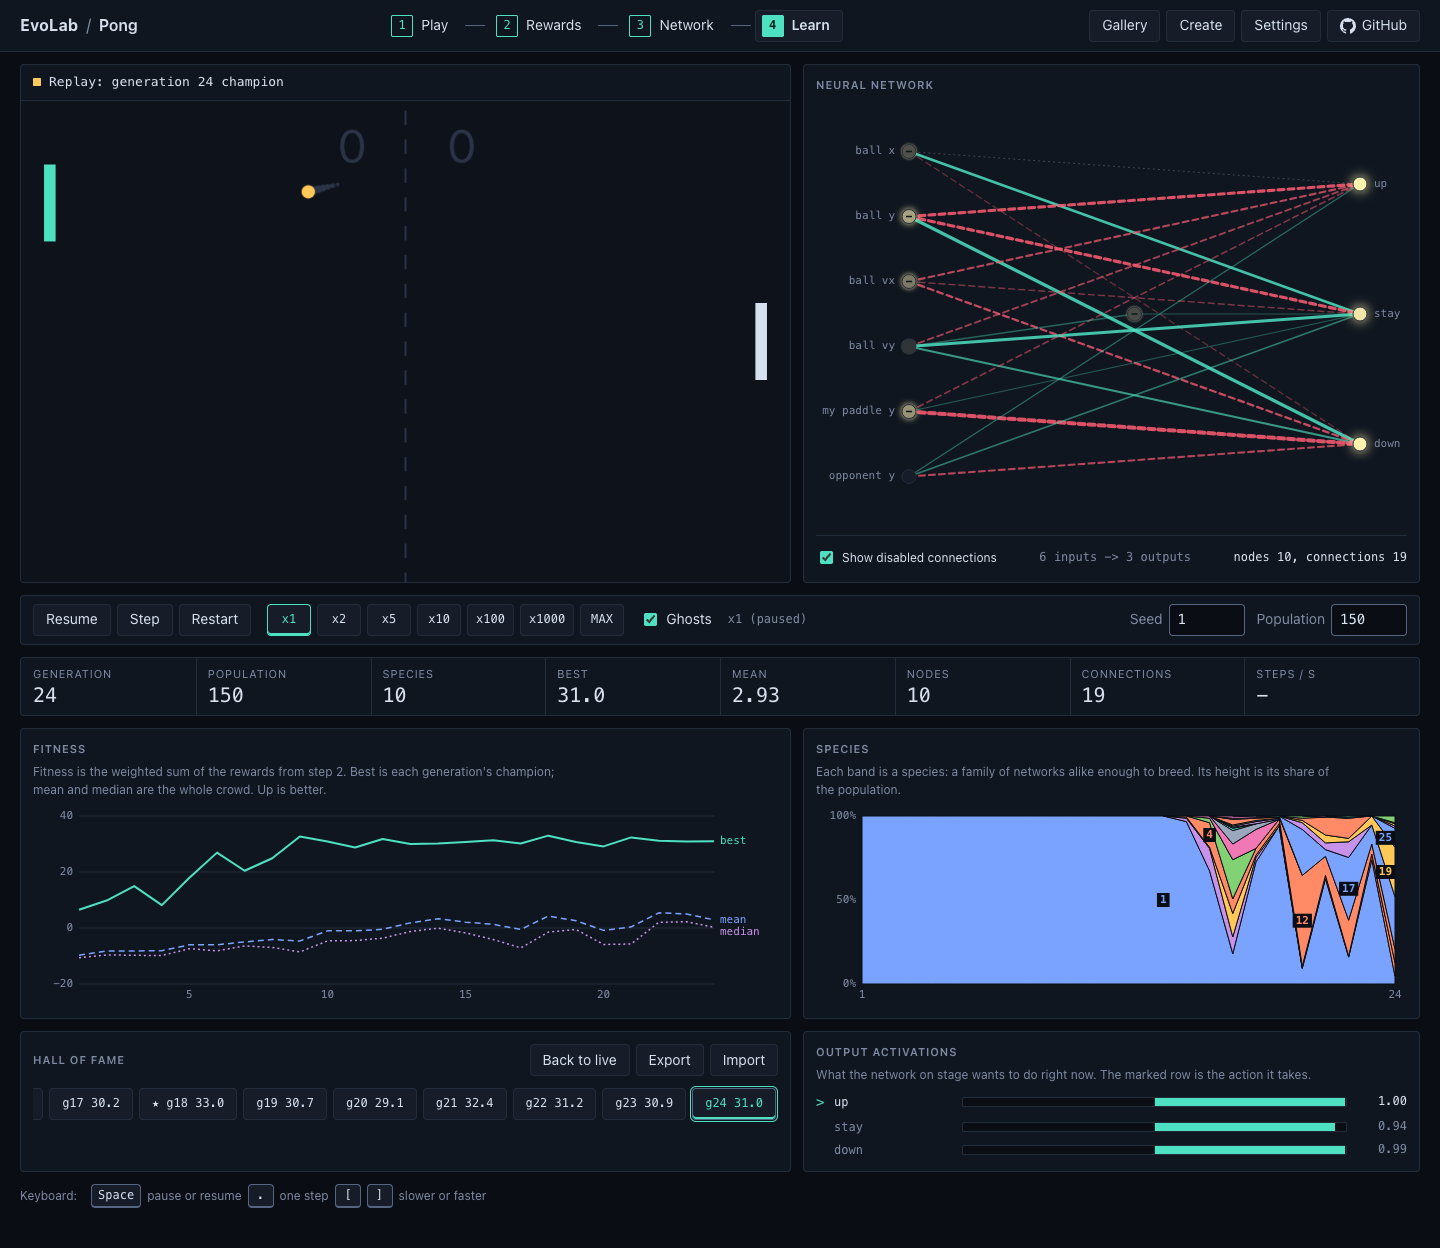 EvoLab / Pong
1 Play
2 Rewards
3 Network
4 Learn
Gallery
Create
Settings
GitHub
Replay: generation 24 champion
0 0
NEURAL NETWORK
ball x
ball y
ball vx
ball vy
my paddle y
opponent y
up
stay
down
Show disabled connections
6 inputs -> 3 outputs
nodes 10, connections 19
Resume
Step
Restart
x1
x2
x5
x10
x100
x1000
MAX
Ghosts
x1 (paused)
Seed 1
Population 150
GENERATION
24
POPULATION
150
SPECIES
10
BEST
31.0
MEAN
2.93
NODES
10
CONNECTIONS
19
STEPS / S
–
FITNESS
Fitness is the weighted sum of the rewards from step 2. Best is each generation's champion;
mean and median are the whole crowd. Up is better.
40
20
0
−20
5
10
15
20
best
mean
median
SPECIES
Each band is a species: a family of networks alike enough to breed. Its height is its share of
the population.
100%
50%
0%
1
24
1
4
12
17
19
25
HALL OF FAME
Back to live
Export
Import
g17 30.2
★ g18 33.0
g19 30.7
g20 29.1
g21 32.4
g22 31.2
g23 30.9
g24 31.0
OUTPUT ACTIVATIONS
What the network on stage wants to do right now. The marked row is the action it takes.
> up 1.00
stay 0.94
down 0.99
Keyboard: Space pause or resume . one step [ ] slower or faster